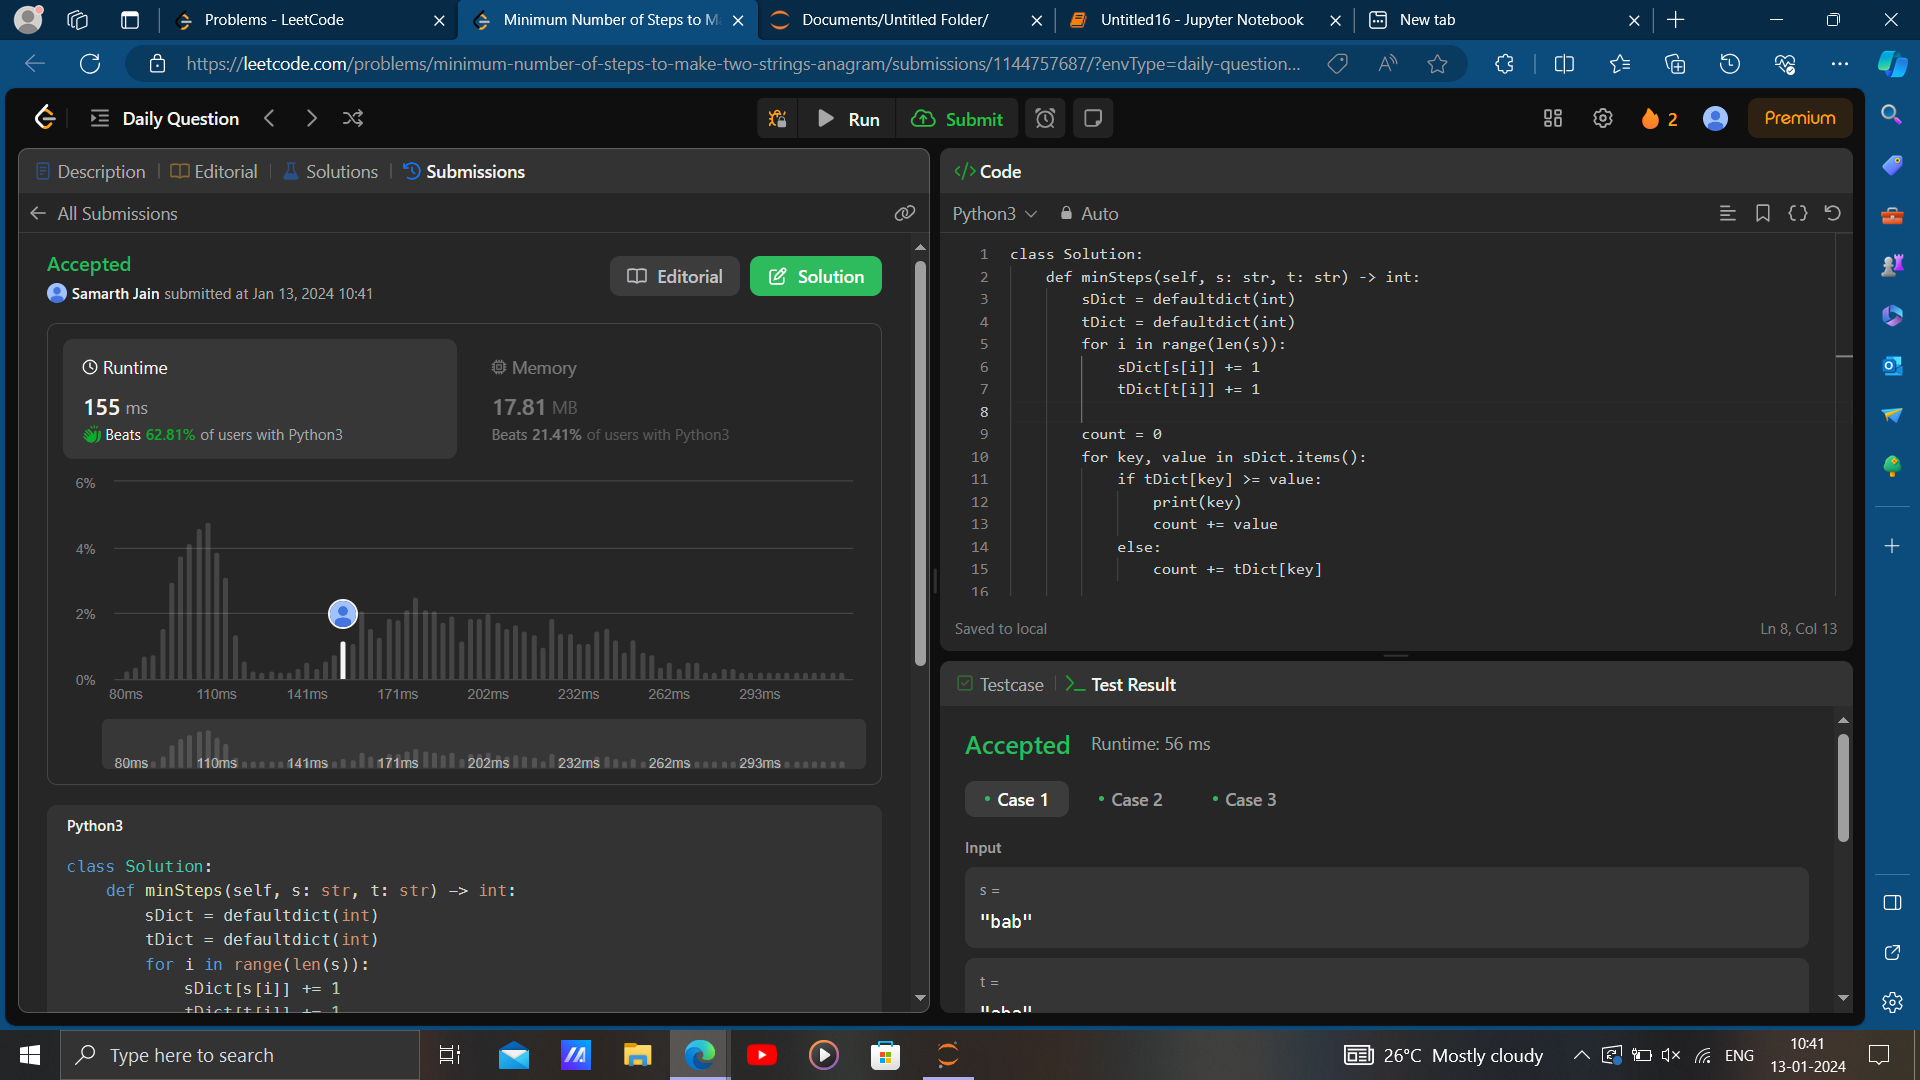 Problems - LeetCode
Minimum Number of Steps to M
Documents/Untitled Folder/
Untitled16 - Jupyter Notebook
New tab
https://leetcode.com/problems/minimum-number-of-steps-to-make-two-strings-anagram/submissions/1144757687/?envType=daily-question...
Daily Question
Run
Submit
2
Premium
Description
Editorial
Solutions
Submissions
All Submissions
Accepted
Samarth Jain submitted at Jan 13, 2024 10:41
Editorial
Solution
Runtime
155 ms
Beats 62.81% of users with Python3
Memory
17.81 MB
Beats 21.41% of users with Python3
6%
4%
2%
0%
80ms 110ms 141ms 171ms 202ms 232ms 262ms 293ms
80ms 110ms 141ms 171ms 202ms 232ms 262ms 293ms
Python3
class Solution:
    def minSteps(self, s: str, t: str) -> int:
        sDict = defaultdict(int)
        tDict = defaultdict(int)
        for i in range(len(s)):
            sDict[s[i]] += 1
            tDict[t[i]] += 1
Code
Python3
Auto
1 class Solution:
2     def minSteps(self, s: str, t: str) -> int:
3         sDict = defaultdict(int)
4         tDict = defaultdict(int)
5         for i in range(len(s)):
6             sDict[s[i]] += 1
7             tDict[t[i]] += 1
8
9         count = 0
10         for key, value in sDict.items():
11             if tDict[key] >= value:
12                 print(key)
13                 count += value
14             else:
15                 count += tDict[key]
16
Saved to local
Ln 8, Col 13
Testcase
Test Result
Accepted
Runtime: 56 ms
Case 1
Case 2
Case 3
Input
s =
"bab"
t =
"aba"
Type here to search
26°C Mostly cloudy
ENG
10:41
13-01-2024